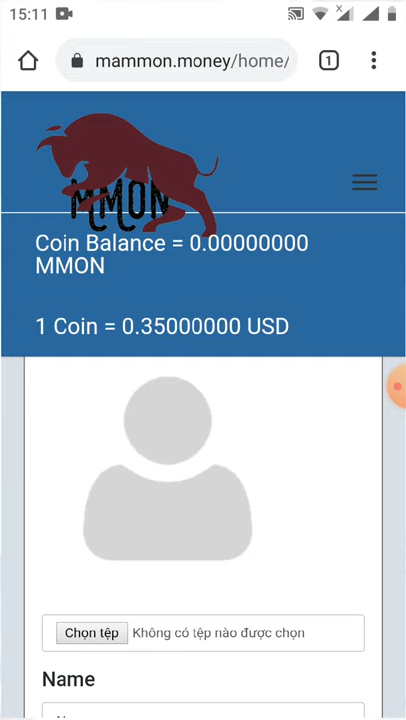 15:11
mammon.money/home/
1
MMON
Coin Balance = 0.00000000
MMON
1 Coin = 0.35000000 USD
Chọn tệp Không có tệp nào được chọn
Name